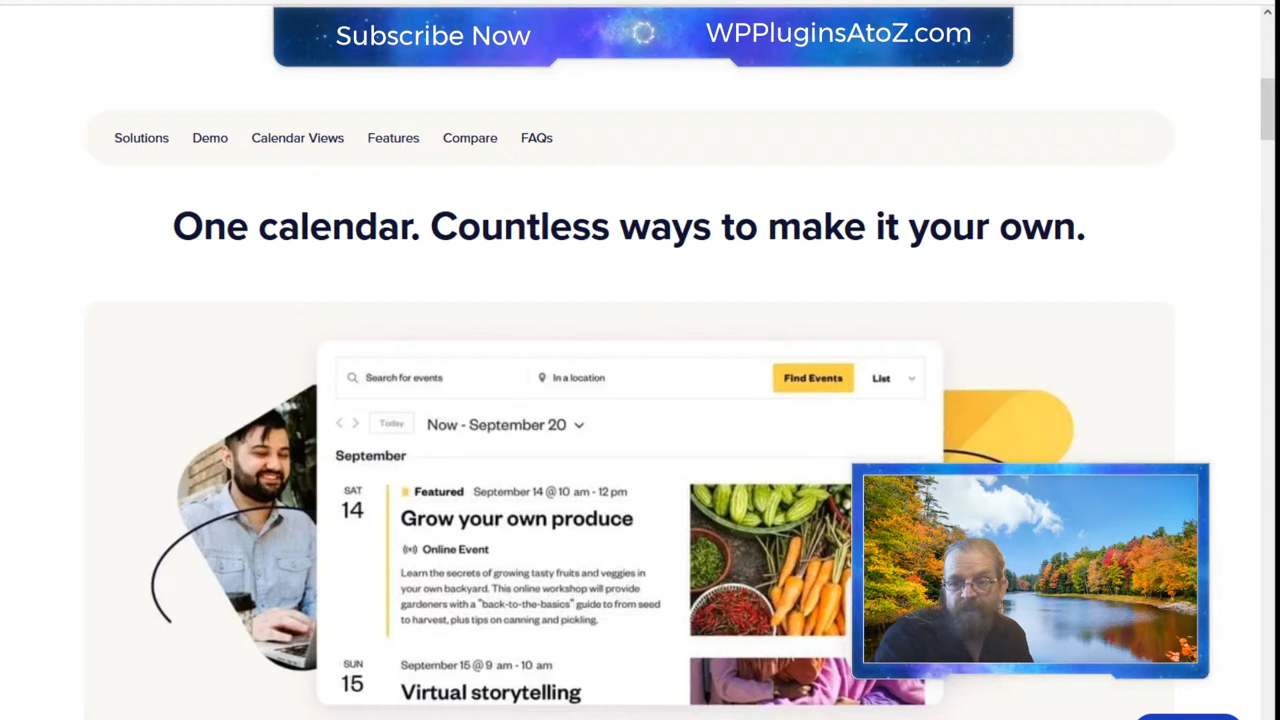 Subscribe Now
WPPluginsAtoZ.com
Solutions Demo Calendar Views Features Compare FAQs
One calendar. Countless ways to make it your own.
Search for events In a location Find Events List
Today Now - September 20
September
SAT
14
Featured September 14 @ 10 am - 12 pm
Grow your own produce
Online Event
Learn the secrets of growing tasty fruits and veggies in
your own backyard. This online workshop will provide
gardeners with a "back-to-the-basics" guide to from seed
to harvest, plus tips on canning and pickling.
SUN
15
September 15 @ 9 am - 10 am
Virtual storytelling